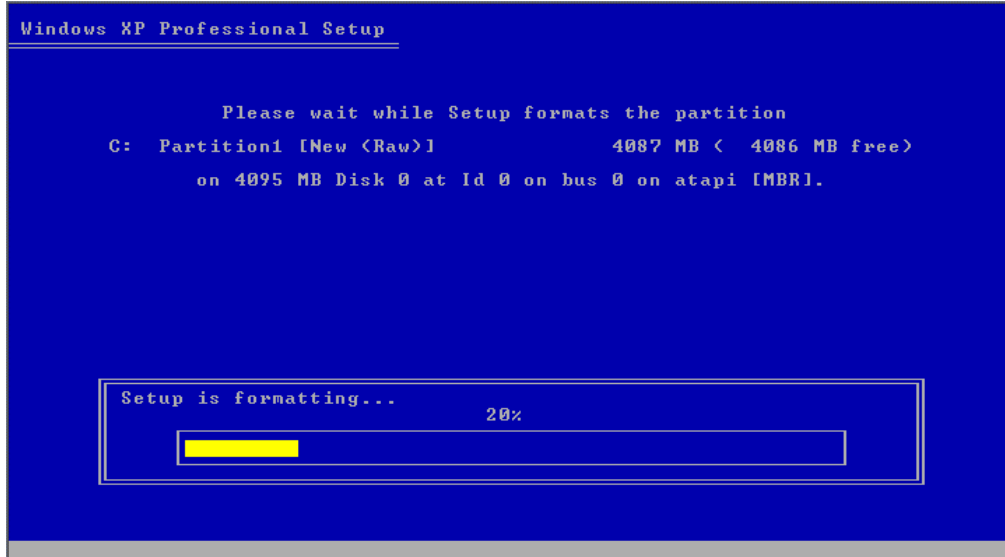 Windows XP Professional Setup
Please wait while Setup formats the partition
C: Partition1 [New (Raw)] 4087 MB ( 4086 MB free)
on 4095 MB Disk 0 at Id 0 on bus 0 on atapi [MBR].
Setup is formatting...
20%